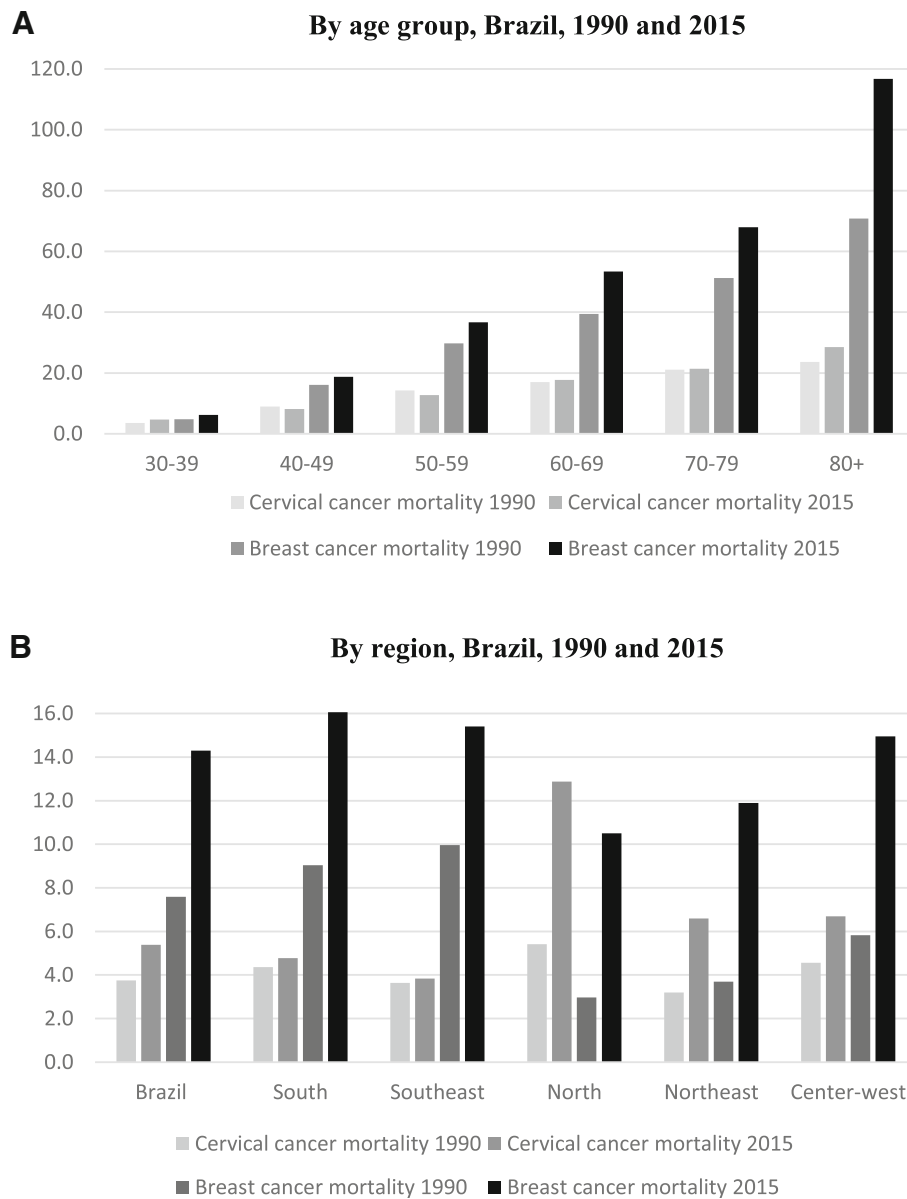 A
By age group, Brazil, 1990 and 2015
120.0
100.0
80.0
60.0
40.0
20.0
0.0
30-39 40-49 50-59 60-69 70-79 80+
Cervical cancer mortality 1990 Cervical cancer mortality 2015
Breast cancer mortality 1990 Breast cancer mortality 2015
B
By region, Brazil, 1990 and 2015
16.0
14.0
12.0
10.0
8.0
6.0
4.0
2.0
0.0
Brazil South Southeast North Northeast Center-west
Cervical cancer mortality 1990 Cervical cancer mortality 2015
Breast cancer mortality 1990 Breast cancer mortality 2015